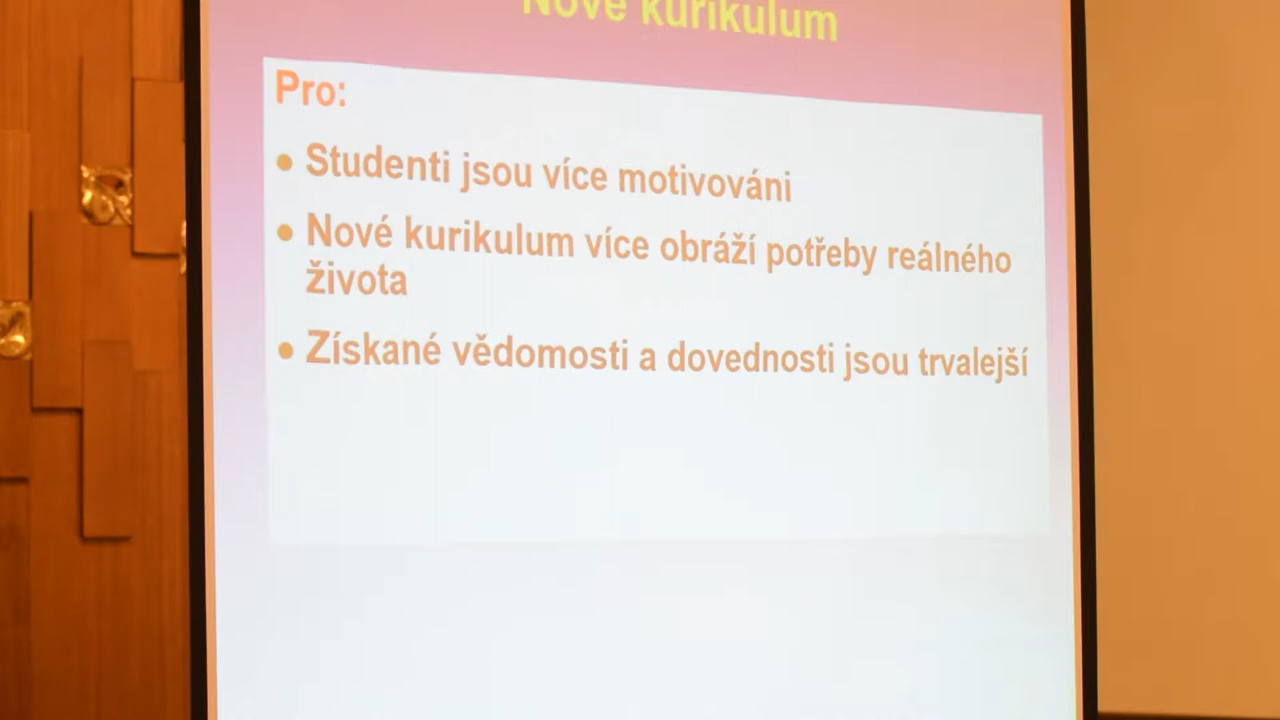 Nové kurikulum
Pro:
• Studenti jsou více motivováni
• Nové kurikulum více obráží potřeby reálného
života
• Získané vědomosti a dovednosti jsou trvalejší